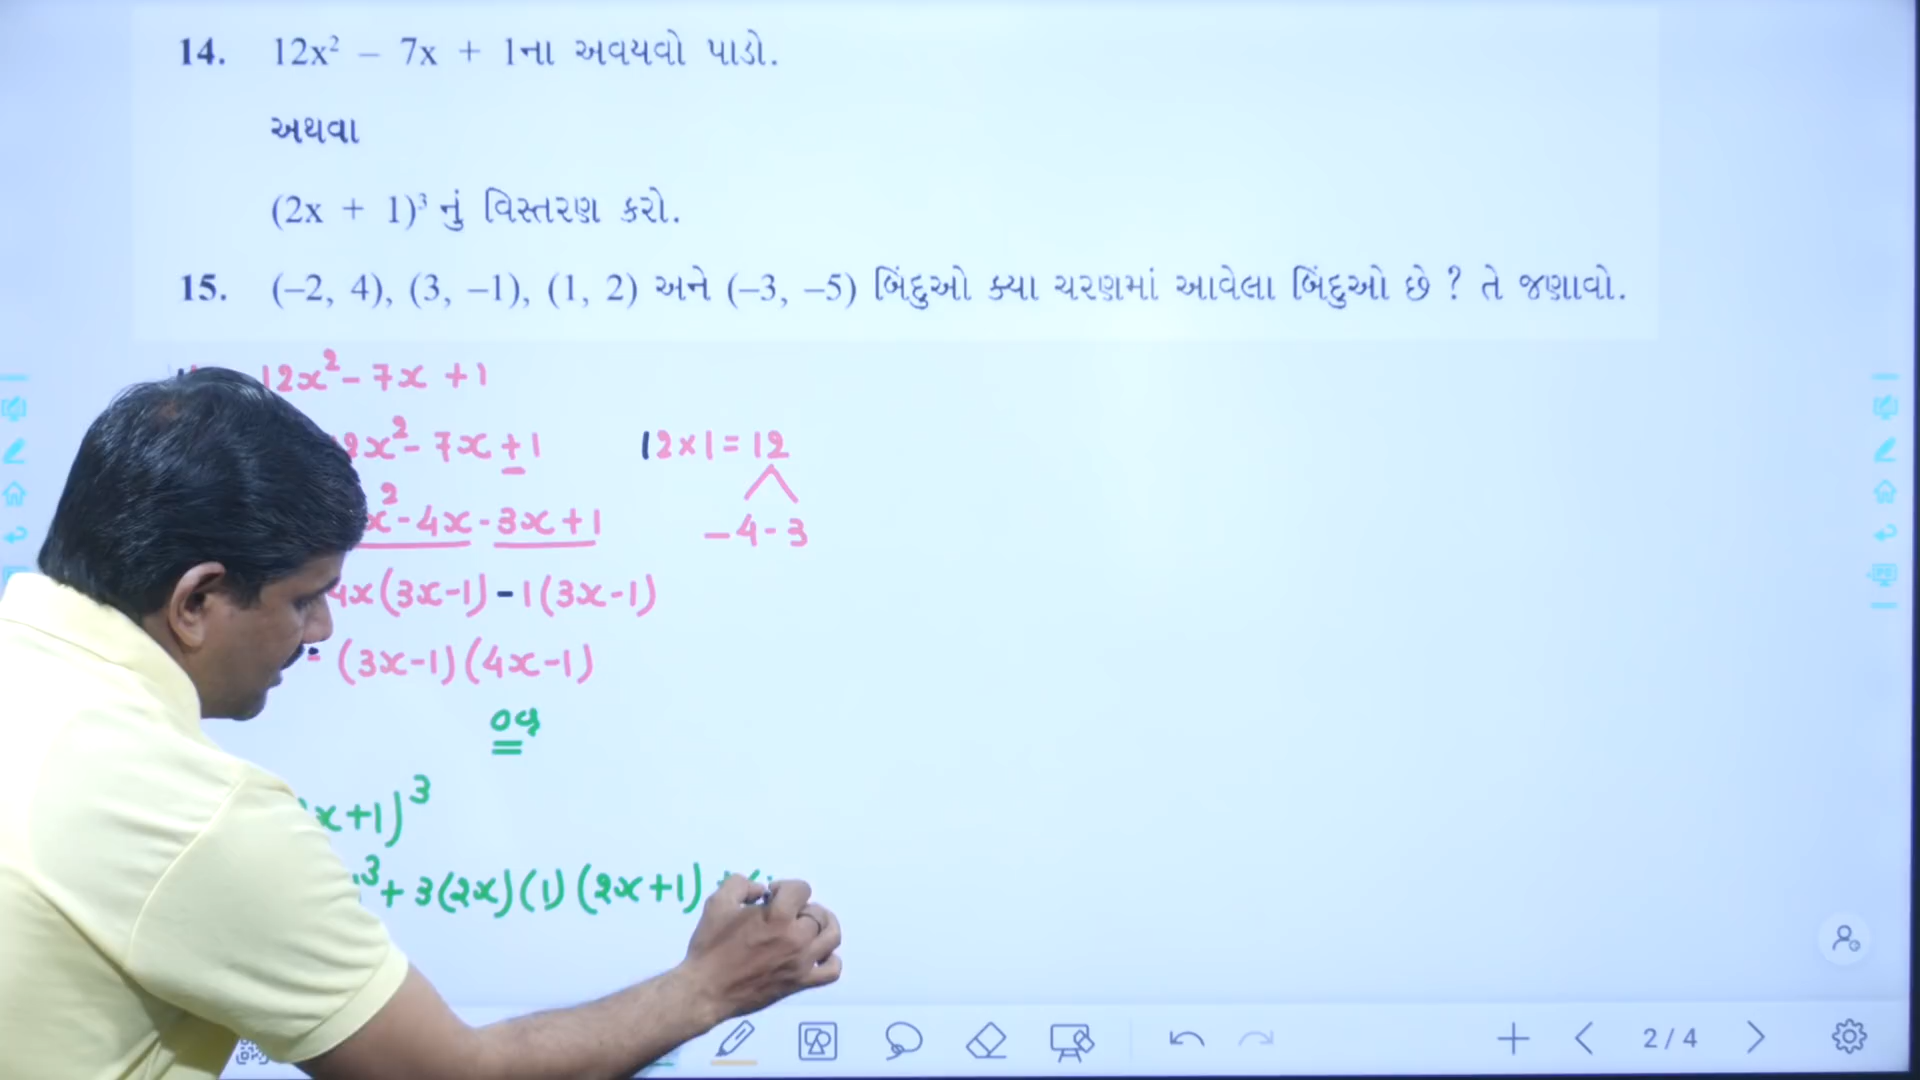 14. 12x² – 7x + 1ના અવયવો પાડો.
અથવા
(2x + 1)³ નું વિસ્તરણ કરો.
15. (–2, 4), (3, –1), (1, 2) અને (–3, –5) બિંદુઓ ક્યા ચરણમાં આવેલા બિંદુઓ છે ? તે જણાવો.
12x² - 7x + 1
2x² - 7x + 1 12 × 1 = 12
x² - 4x - 3x + 1 - 4 - 3
4x(3x-1) - 1(3x-1)
= (3x-1)(4x-1)
x+1)³
³ + 3(2x)(1)(2x+1) +
2 / 4